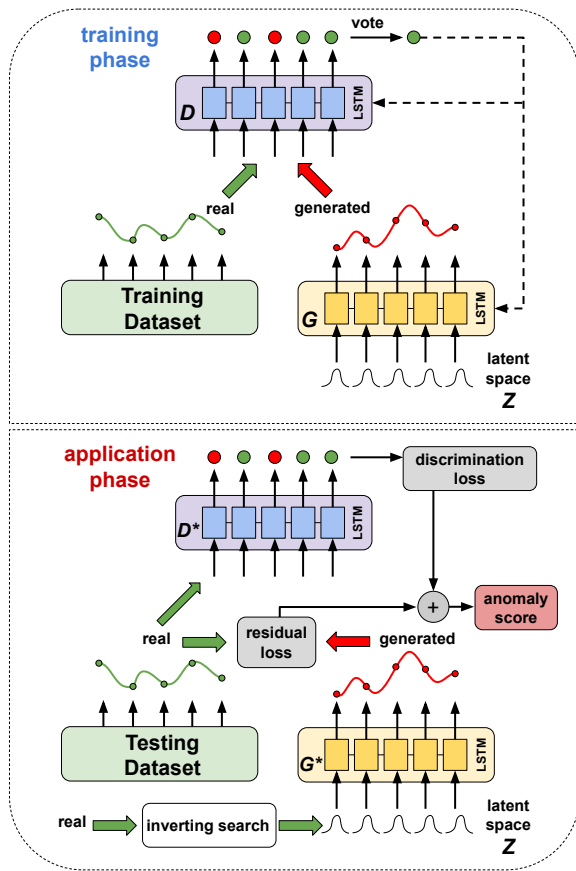 training
phase
vote
D
LSTM
real
generated
Training
Dataset
G
LSTM
latent
space
Z
application
phase
discrimination
loss
D*
LSTM
+
anomaly
score
real
residual
loss
generated
Testing
Dataset
G*
LSTM
real
inverting search
latent
space
Z